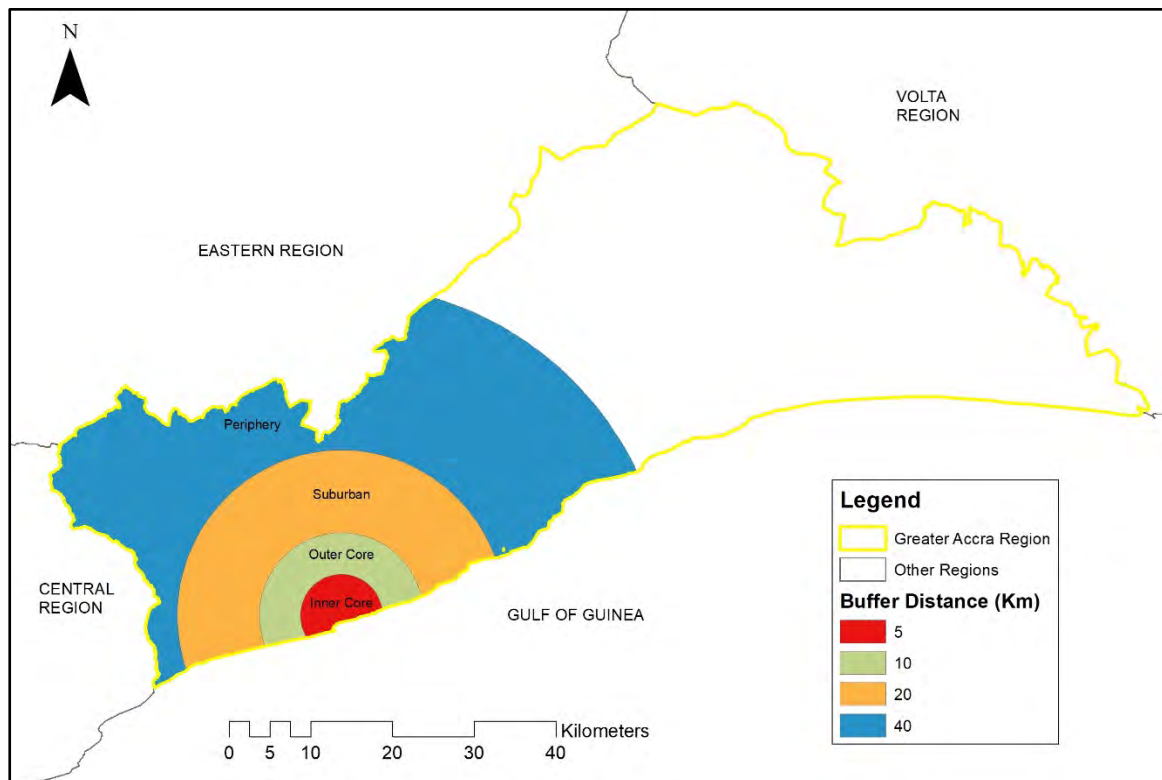 N
VOLTA
REGION
EASTERN REGION
Periphery
Suburban
Outer Core
Inner Core
CENTRAL
REGION
GULF OF GUINEA
Legend
Greater Accra Region
Other Regions
Buffer Distance (Km)
5
10
20
40
Kilometers
0 5 10 20 30 40